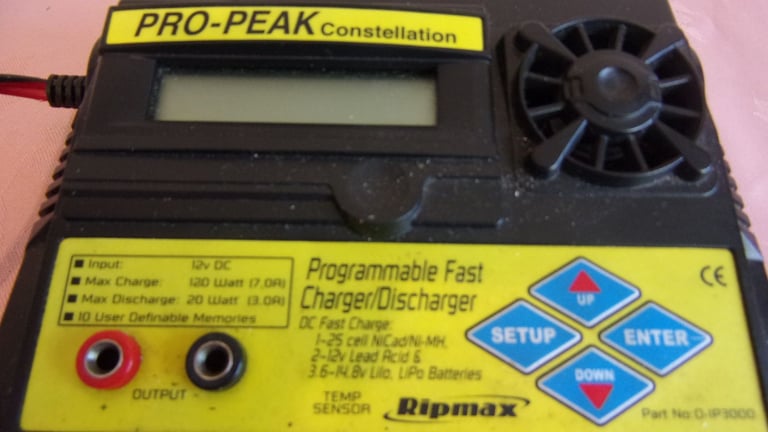 PRO-PEAK Constellation
Input: 12v DC
Max Charge: 120 Watt (7.0A)
Max Discharge: 20 Watt (3.0A)
10 User Definable Memories
OUTPUT
Programmable Fast
Charger/Discharger
DC Fast Charge:
1-25 cell NiCad/Ni-MH,
2-12v Lead Acid &
3.6-14.8v LiIo, LiPo Batteries
TEMP
SENSOR
Ripmax
UP
SETUP
ENTER
DOWN
CE
Part No:O-IP3000